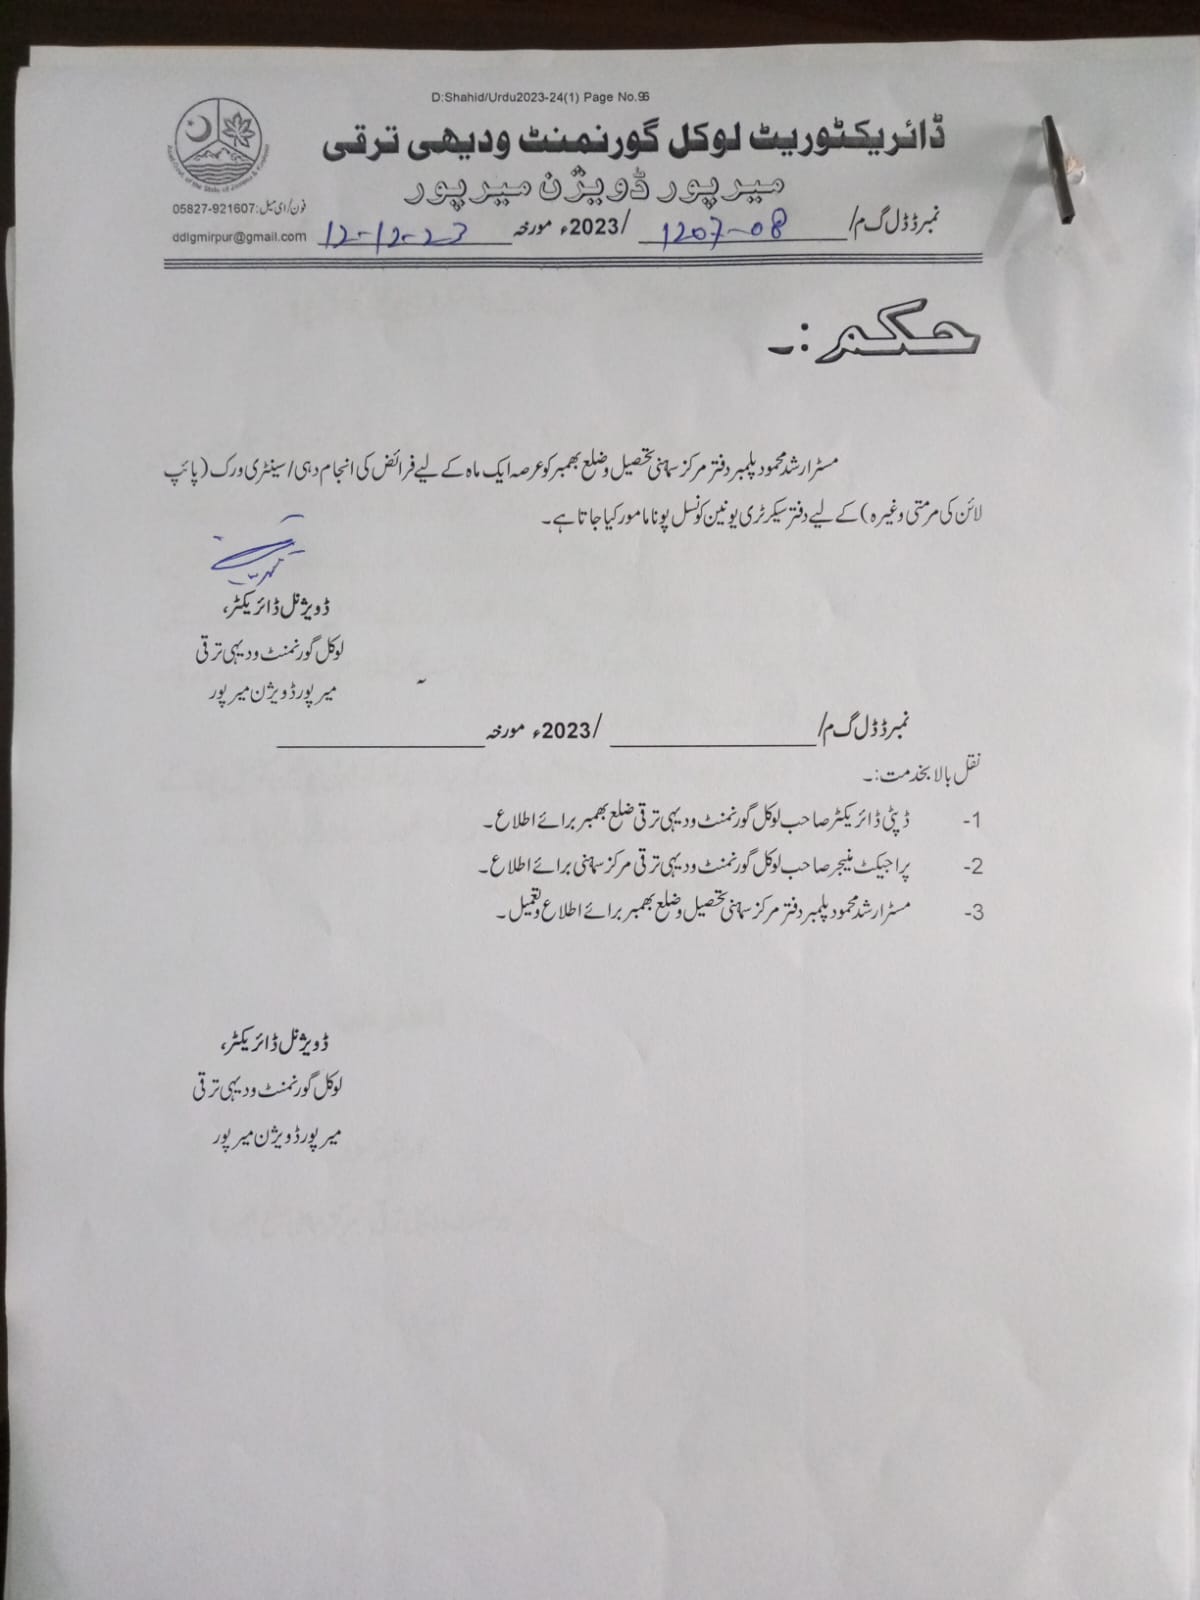 D:Shahid/Urdu2023-24(1) Page No.96
ڈائریکٹوریٹ لوکل گورنمنٹ ودیهی ترقی
میرپور ڈویژن میرپور
فون/ای میل:05827-921607
ddlgmirpur@gmail.com
نمبرڈڈل گ م/ 1207-08 /2023ء مورخہ 12-12-23
حکم:۔
مسٹر ارشد محمود پلمبر دفتر مرکز سماہنی تحصیل وضلع بھمبر کو عرصہ ایک ماہ کے لیے فرائض کی انجام دہی/سینٹری ورک (پائپ
لائن کی مرمتی وغیرہ) کے لیے دفتر سیکرٹری یونین کونسل پونا مامور کیا جاتا ہے۔
ڈویژنل ڈائریکٹر،
لوکل گورنمنٹ ودیہی ترقی
میرپور ڈویژن میرپور
نمبرڈڈل گ م/ /2023ء مورخہ
نقل بالا بخدمت:۔
1- ڈپٹی ڈائریکٹر صاحب لوکل گورنمنٹ ودیہی ترقی ضلع بھمبر برائے اطلاع۔
2- پراجیکٹ منیجر صاحب لوکل گورنمنٹ ودیہی ترقی مرکز سماہنی برائے اطلاع۔
3- مسٹر ارشد محمود پلمبر دفتر مرکز سماہنی تحصیل وضلع بھمبر برائے اطلاع وتعمیل۔
ڈویژنل ڈائریکٹر،
لوکل گورنمنٹ ودیہی ترقی
میرپور ڈویژن میرپور